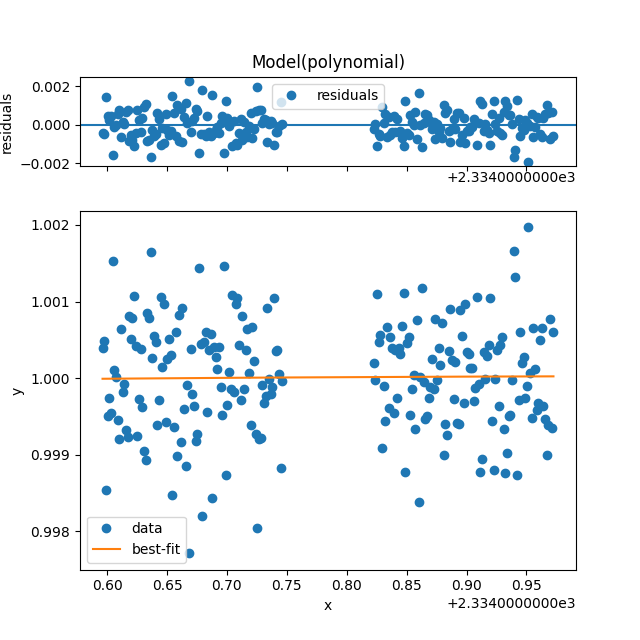 Model(polynomial)
residuals
0.002
0.000
−0.002
residuals
+2.3340000000e3
y
1.002
1.001
1.000
0.999
0.998
data
best-fit
0.60 0.65 0.70 0.75 0.80 0.85 0.90 0.95
x
+2.3340000000e3